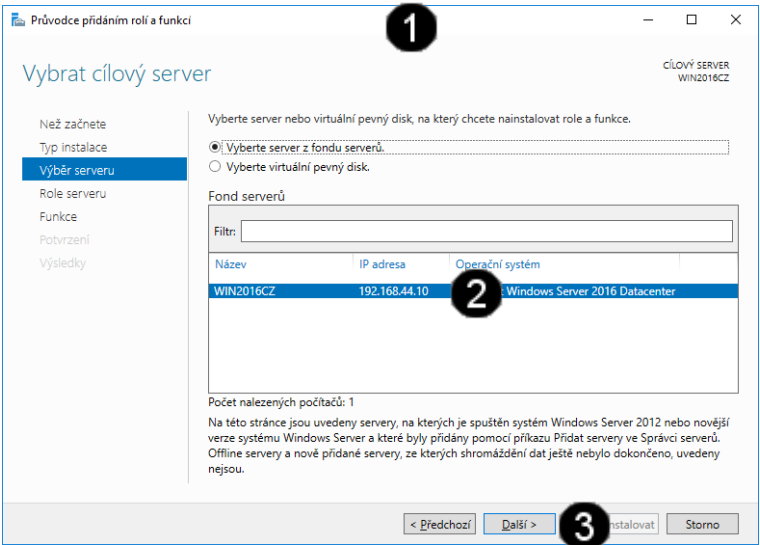 Průvodce přidáním rolí a funkcí
1
Vybrat cílový server
CÍLOVÝ SERVER
WIN2016CZ
Než začnete
Typ instalace
Výběr serveru
Role serveru
Funkce
Potvrzení
Výsledky
Vyberte server nebo virtuální pevný disk, na který chcete nainstalovat role a funkce.
Vyberte server z fondu serverů.
Vyberte virtuální pevný disk.
Fond serverů
Filtr:
Název IP adresa Operační systém
WIN2016CZ 192.168.44.10 2 Windows Server 2016 Datacenter
Počet nalezených počítačů: 1
Na této stránce jsou uvedeny servery, na kterých je spuštěn systém Windows Server 2012 nebo novější
verze systému Windows Server a které byly přidány pomocí příkazu Přidat servery ve Správci serverů.
Offline servery a nově přidané servery, ze kterých shromáždění dat ještě nebylo dokončeno, uvedeny
nejsou.
< Předchozí Další > 3 nstalovat Storno